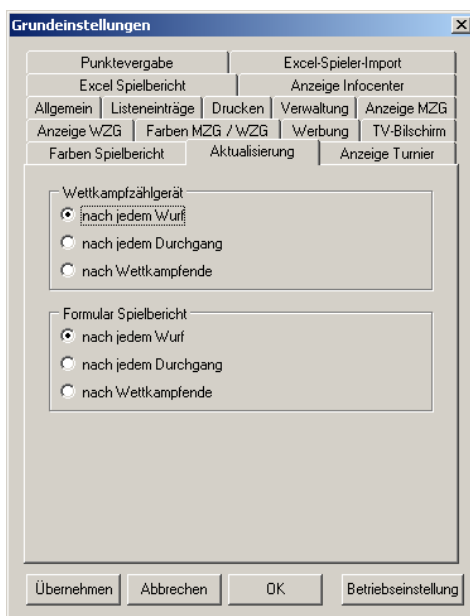 Grundeinstellungen
Punktevergabe Excel-Spieler-Import
Excel Spielbericht Anzeige Infocenter
Allgemein Listeneinträge Drucken Verwaltung Anzeige MZG
Anzeige WZG Farben MZG / WZG Werbung TV-Bilschirm
Farben Spielbericht Aktualisierung Anzeige Turnier
Wettkampfzählgerät
nach jedem Wurf
nach jedem Durchgang
nach Wettkampfende
Formular Spielbericht
nach jedem Wurf
nach jedem Durchgang
nach Wettkampfende
Übernehmen Abbrechen OK Betriebseinstellung